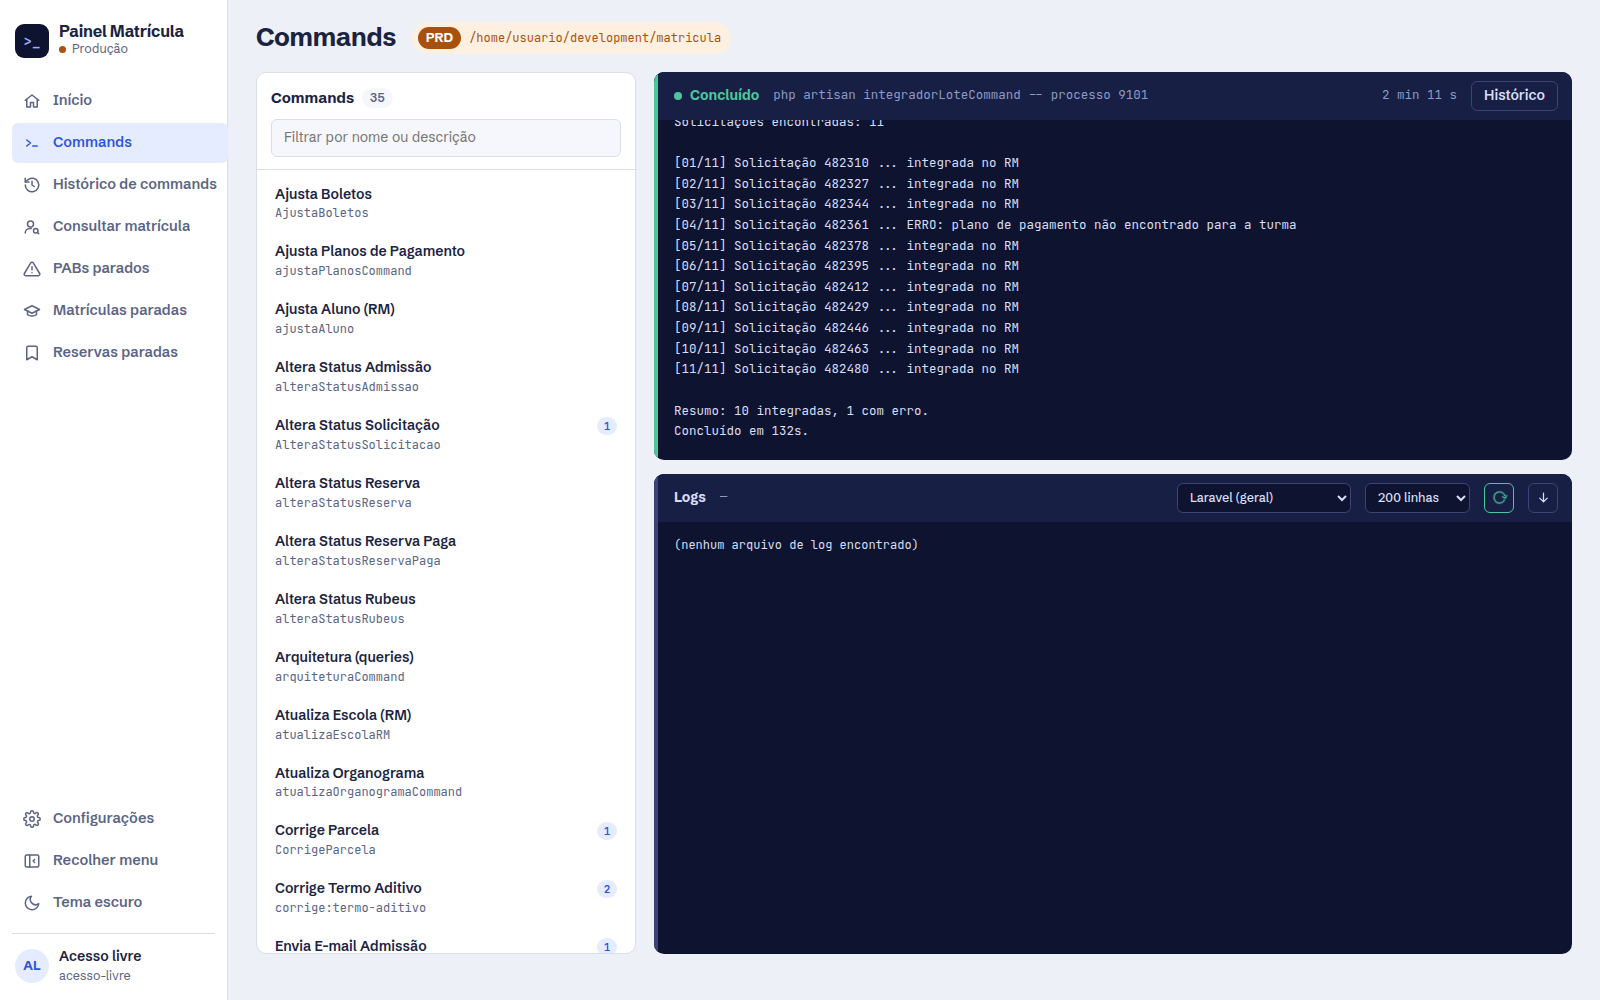 >_
Painel Matrícula
Produção
Início
Commands
Histórico de commands
Consultar matrícula
PABs parados
Matrículas paradas
Reservas paradas
Configurações
Recolher menu
Tema escuro
AL
Acesso livre
acesso-livre
Commands
PRD
/home/usuario/development/matricula
Commands 35
Filtrar por nome ou descrição
Ajusta Boletos
AjustaBoletos
Ajusta Planos de Pagamento
ajustaPlanosCommand
Ajusta Aluno (RM)
ajustaAluno
Altera Status Admissão
alteraStatusAdmissao
Altera Status Solicitação 1
AlteraStatusSolicitacao
Altera Status Reserva
alteraStatusReserva
Altera Status Reserva Paga
alteraStatusReservaPaga
Altera Status Rubeus
alteraStatusRubeus
Arquitetura (queries)
arquiteturaCommand
Atualiza Escola (RM)
atualizaEscolaRM
Atualiza Organograma
atualizaOrganogramaCommand
Corrige Parcela 1
CorrigeParcela
Corrige Termo Aditivo 2
corrige:termo-aditivo
Envia E-mail Admissão 1
Concluído php artisan integradorLoteCommand -- processo 9101 2 min 11 s Histórico
Solicitações encontradas: 11
[01/11] Solicitação 482310 ... integrada no RM
[02/11] Solicitação 482327 ... integrada no RM
[03/11] Solicitação 482344 ... integrada no RM
[04/11] Solicitação 482361 ... ERRO: plano de pagamento não encontrado para a turma
[05/11] Solicitação 482378 ... integrada no RM
[06/11] Solicitação 482395 ... integrada no RM
[07/11] Solicitação 482412 ... integrada no RM
[08/11] Solicitação 482429 ... integrada no RM
[09/11] Solicitação 482446 ... integrada no RM
[10/11] Solicitação 482463 ... integrada no RM
[11/11] Solicitação 482480 ... integrada no RM
Resumo: 10 integradas, 1 com erro.
Concluído em 132s.
Logs — Laravel (geral) 200 linhas
(nenhum arquivo de log encontrado)